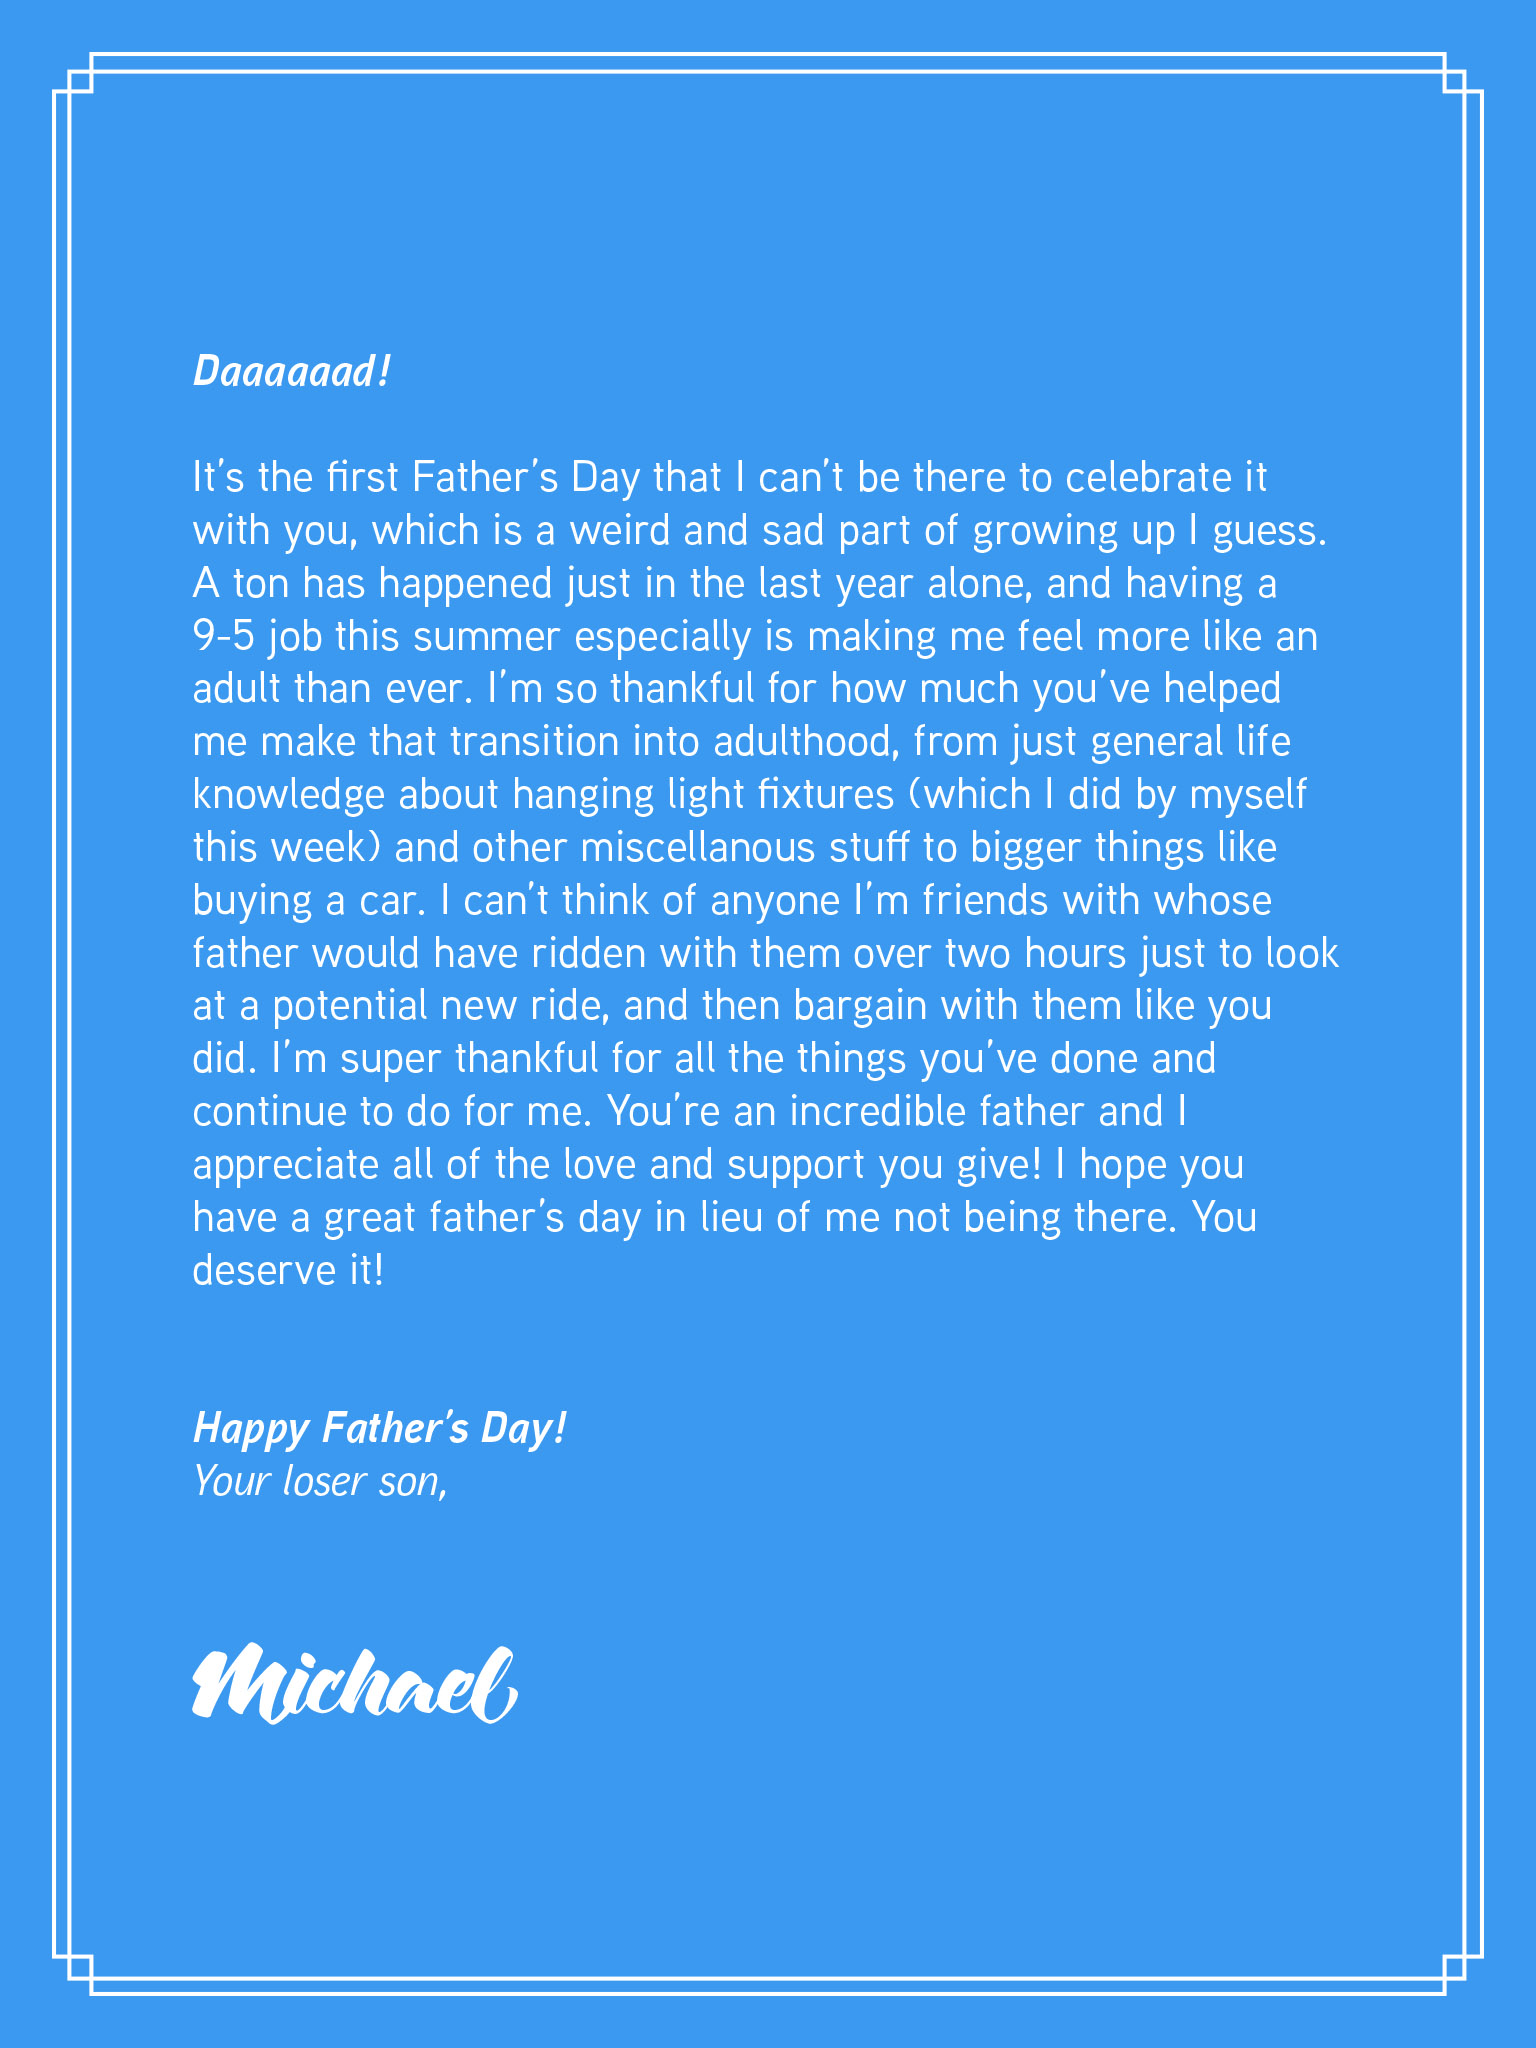 Daaaaaad!
It’s the first Father’s Day that I can’t be there to celebrate it
with you, which is a weird and sad part of growing up I guess.
A ton has happened just in the last year alone, and having a
9-5 job this summer especially is making me feel more like an
adult than ever. I’m so thankful for how much you’ve helped
me make that transition into adulthood, from just general life
knowledge about hanging light fixtures (which I did by myself
this week) and other miscellanous stuff to bigger things like
buying a car. I can’t think of anyone I’m friends with whose
father would have ridden with them over two hours just to look
at a potential new ride, and then bargain with them like you
did. I’m super thankful for all the things you’ve done and
continue to do for me. You’re an incredible father and I
appreciate all of the love and support you give! I hope you
have a great father’s day in lieu of me not being there. You
deserve it!
Happy Father’s Day!
Your loser son,
Michael